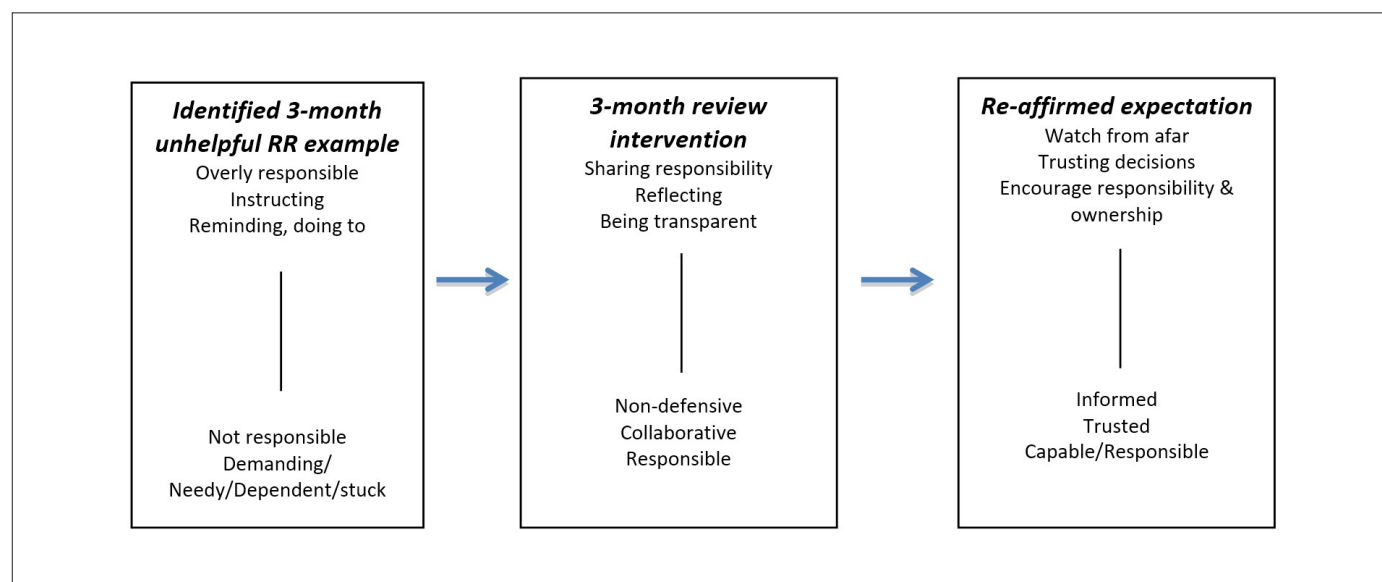 Identified 3-month
unhelpful RR example
Overly responsible
Instructing
Reminding, doing to
Not responsible
Demanding/
Needy/Dependent/stuck
3-month review
intervention
Sharing responsibility
Reflecting
Being transparent
Non-defensive
Collaborative
Responsible
Re-affirmed expectation
Watch from afar
Trusting decisions
Encourage responsibility &
ownership
Informed
Trusted
Capable/Responsible